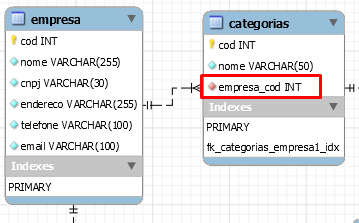 empresa
cod INT
nome VARCHAR(255)
cnpj VARCHAR(30)
endereco VARCHAR(255)
telefone VARCHAR(100)
email VARCHAR(100)
Indexes
PRIMARY
categorias
cod INT
nome VARCHAR(50)
empresa_cod INT
Indexes
PRIMARY
fk_categorias_empresa1_idx